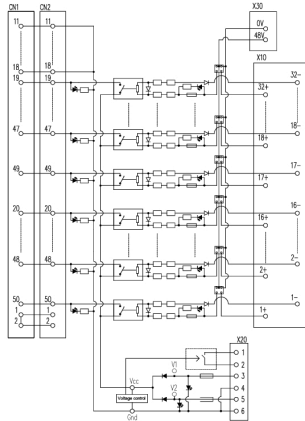 CN1 CN2
X30
0V
48V
X10
11 11
18 18
19 19
32-
32+
47 47
18-
18+
49 49
17-
17+
20 20
16-
16+
48 48
2-
2+
50 50
1-
1+
1 1
2 2
X20
V1
1
2
3
Vcc
V2
4
Voltage control
5
6
Gnd